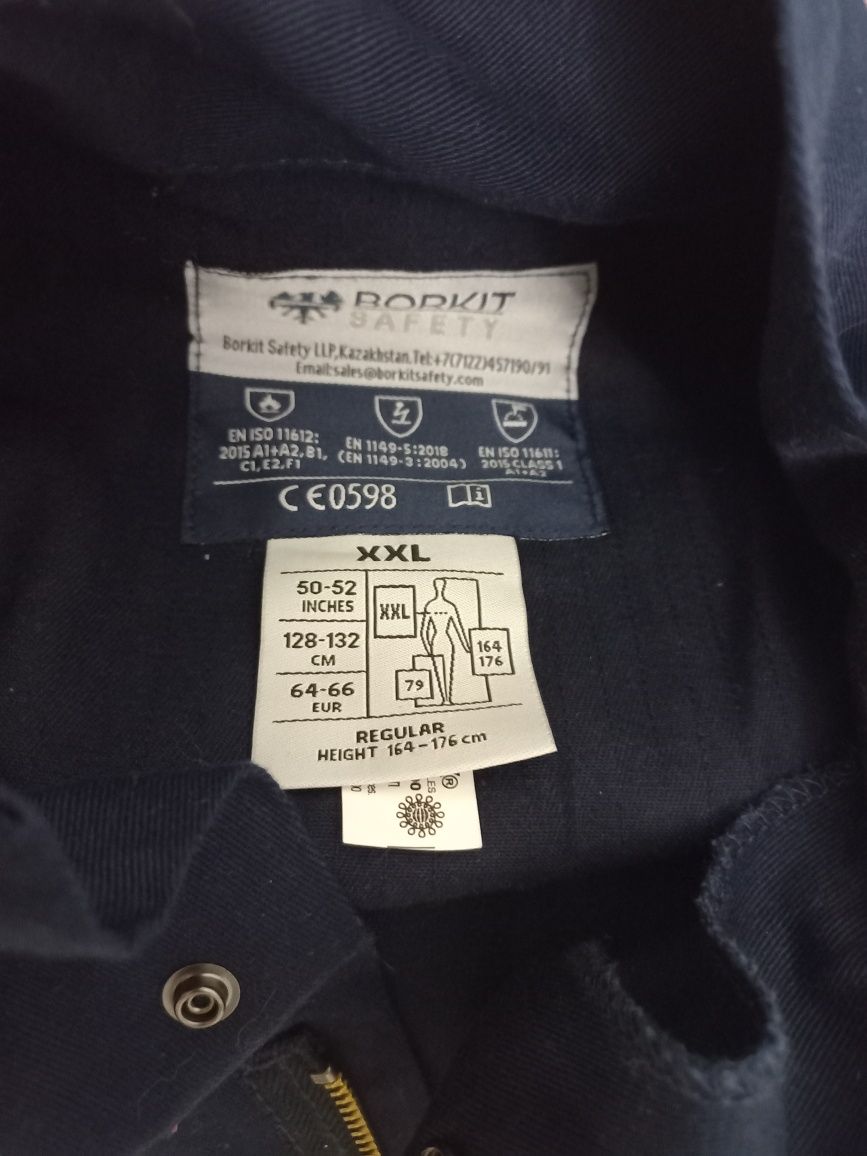 BORKIT
SAFETY
Borkit Safety LLP,Kazakhstan.Tel:+7(7122)457190/91
Email:sales@borkitsafety.com
EN ISO 11612:
2015 A1+A2, B1,
C1, E2, F1
EN 1149-5:2018
(EN 1149-3:2004)
EN ISO 11611:
2015 CLASS 1
A1+A2
CE0598
i
XXL
50-52
INCHES
128-132
CM
64-66
EUR
XXL
164
176
79
REGULAR
HEIGHT 164-176 cm
®